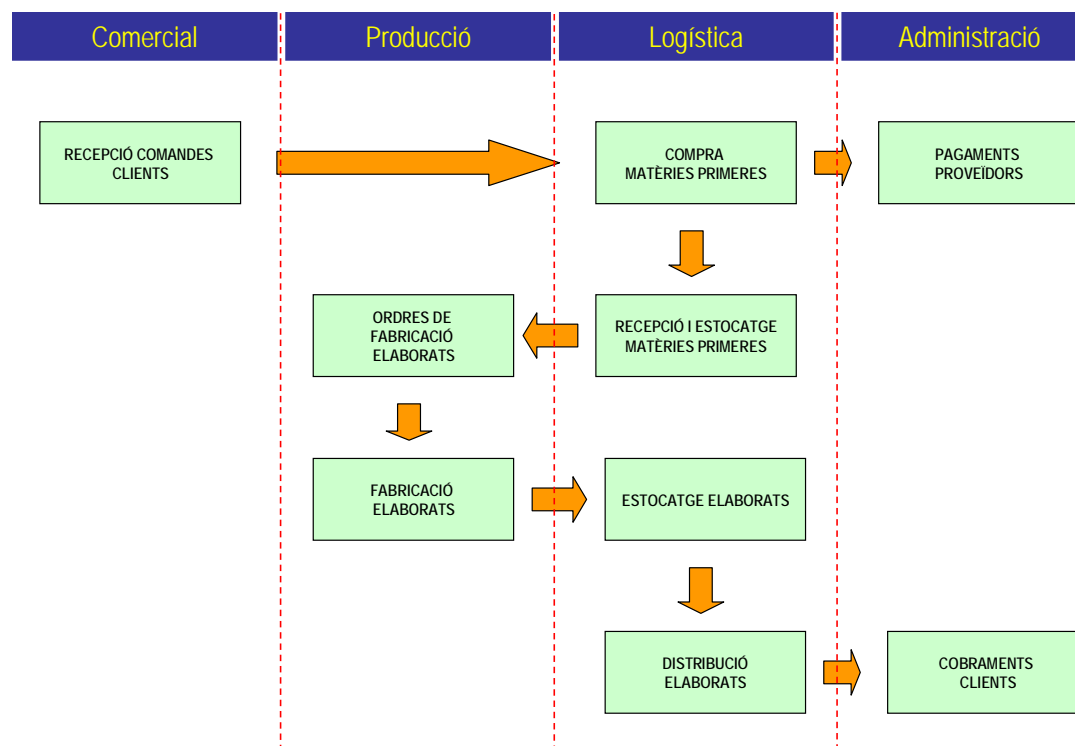 Comercial
Producció
Logística
Administració
RECEPCIÓ COMANDES
CLIENTS
COMPRA
MATÈRIES PRIMERES
PAGAMENTS
PROVEÏDORS
ORDRES DE
FABRICACIÓ
ELABORATS
RECEPCIÓ I ESTOCATGE
MATÈRIES PRIMERES
FABRICACIÓ
ELABORATS
ESTOCATGE ELABORATS
DISTRIBUCIÓ
ELABORATS
COBRAMENTS
CLIENTS